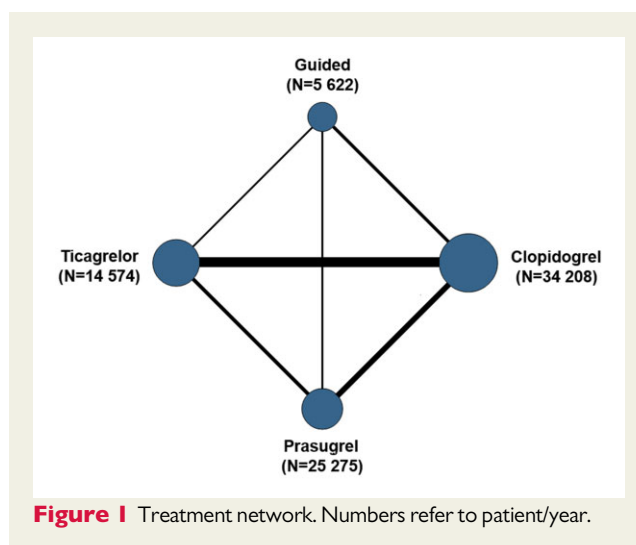 Guided
(N=5 622)
Ticagrelor
(N=14 574)
Clopidogrel
(N=34 208)
Prasugrel
(N=25 275)
Figure 1 Treatment network. Numbers refer to patient/year.